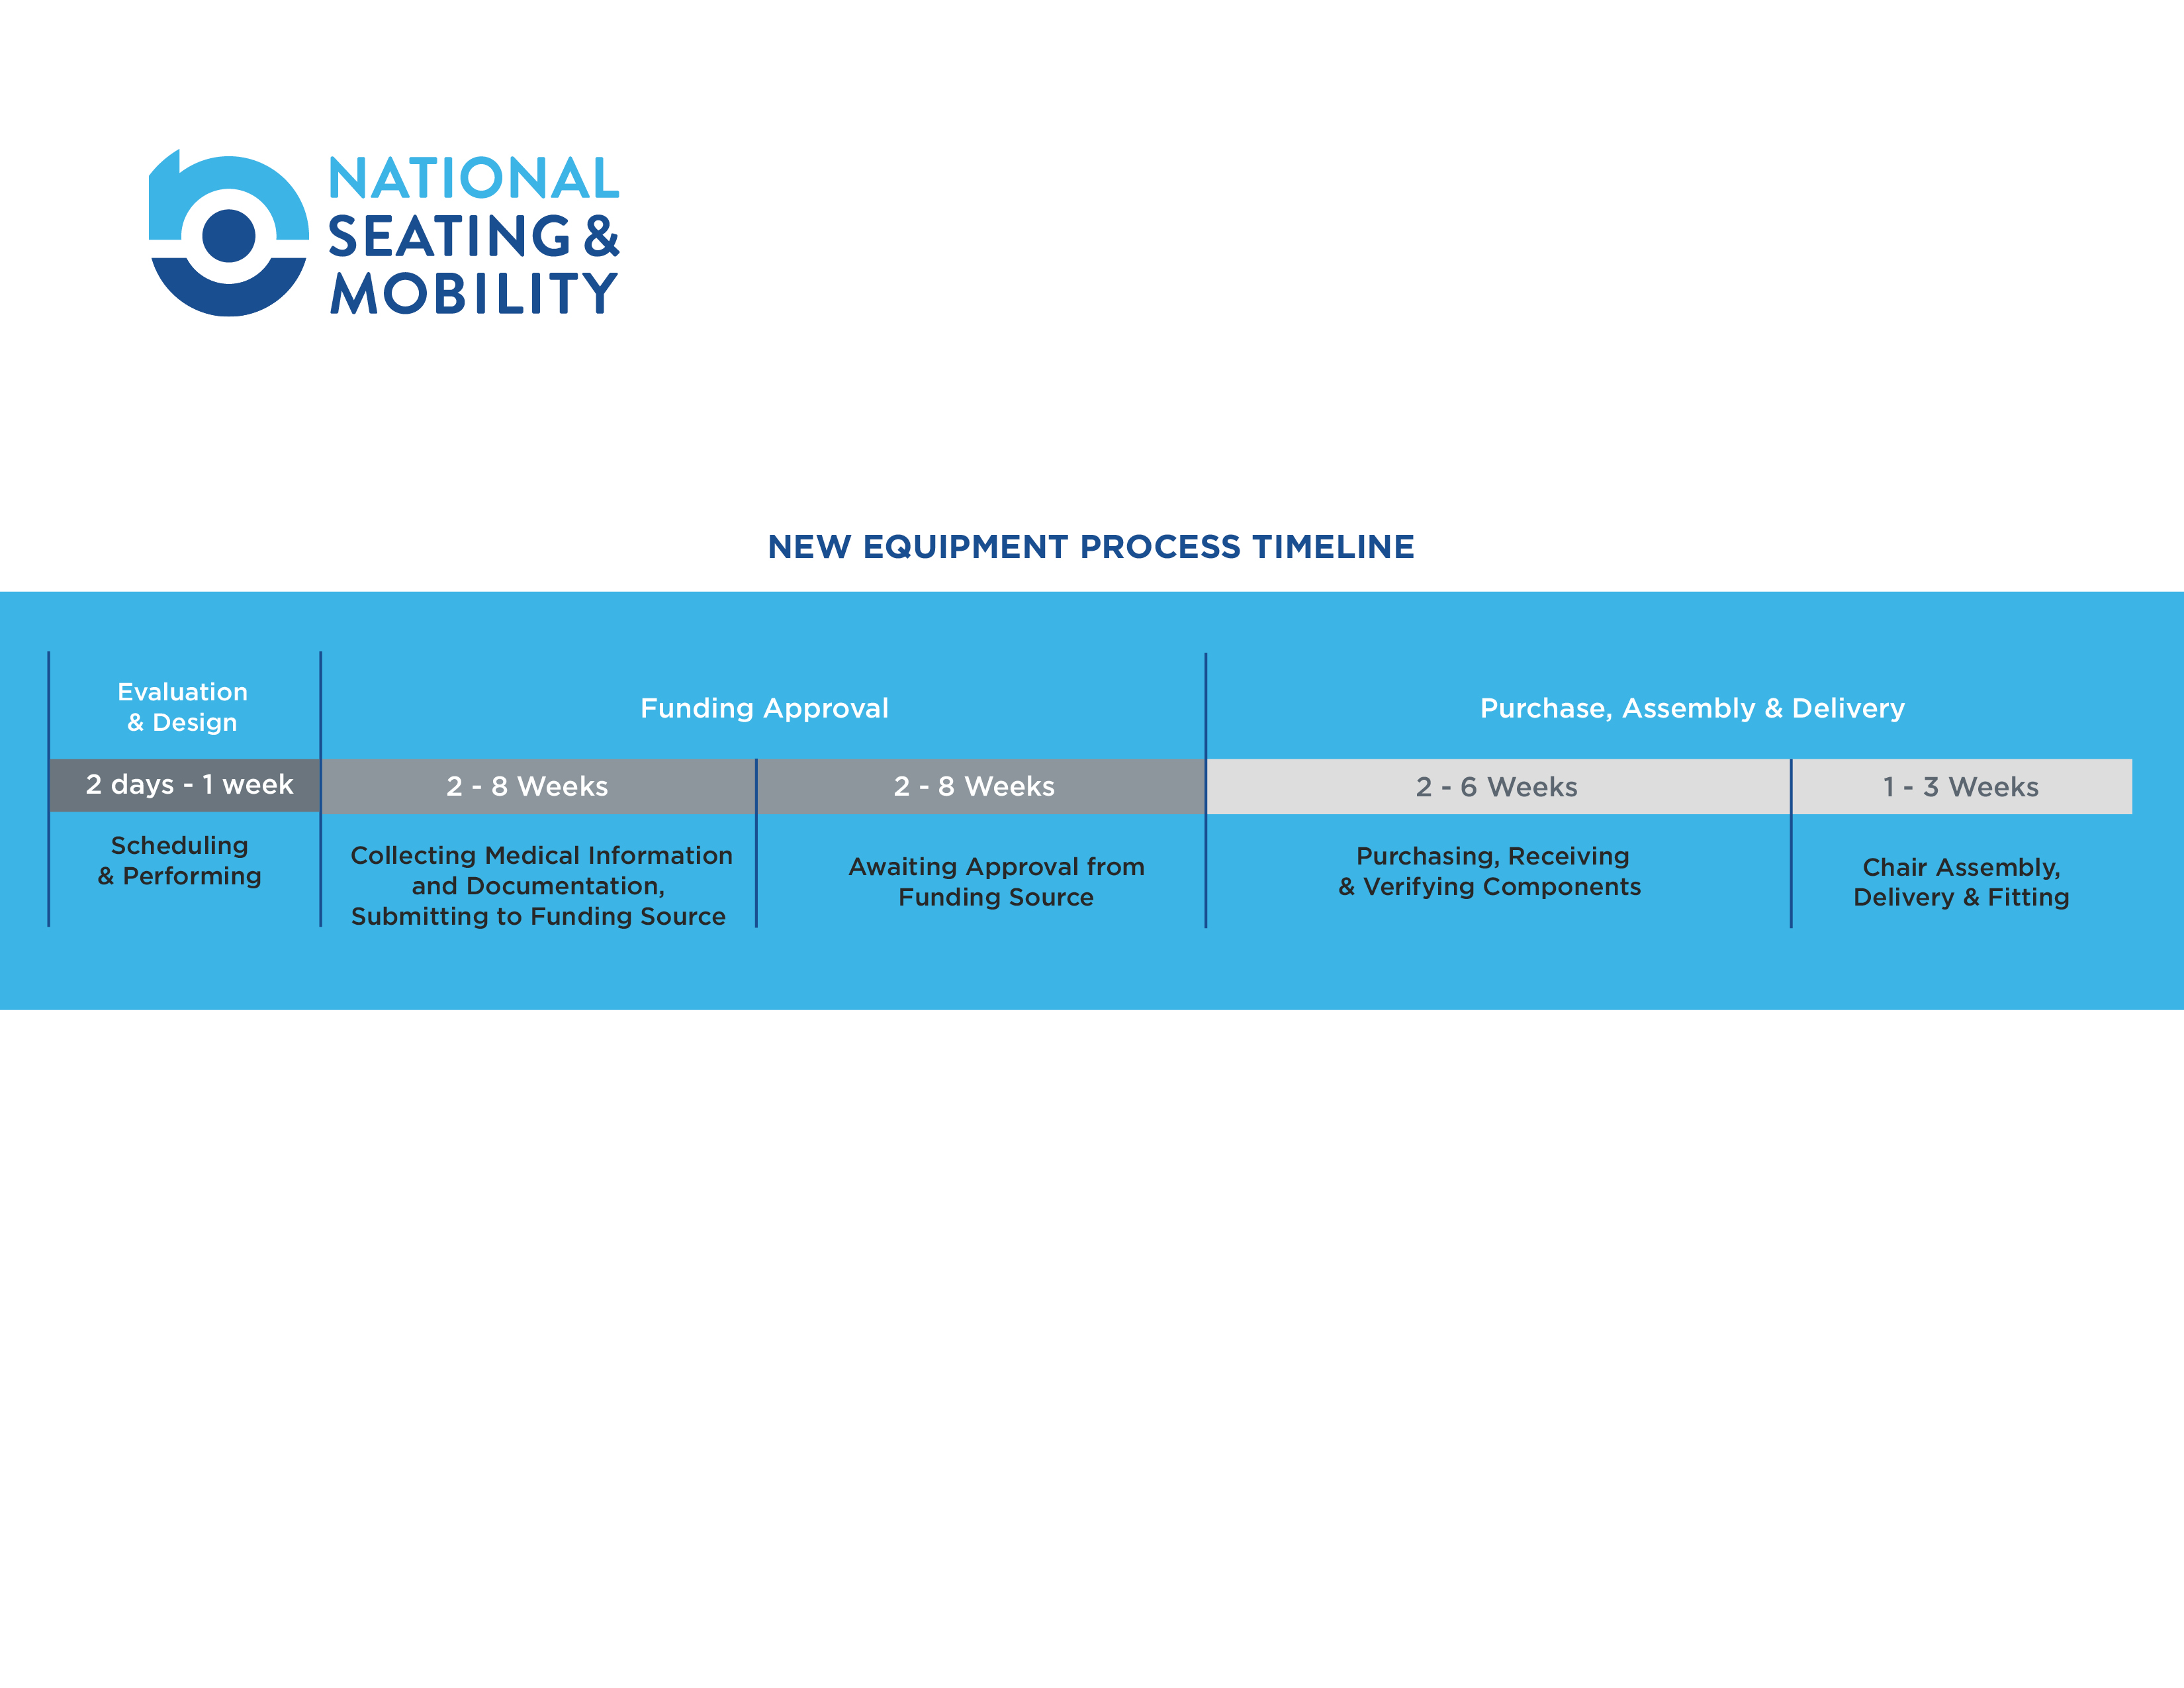 NATIONAL
SEATING &
MOBILITY
NEW EQUIPMENT PROCESS TIMELINE
Evaluation
& Design
Funding Approval
Purchase, Assembly & Delivery
2 days - 1 week
2 - 8 Weeks
2 - 8 Weeks
2 - 6 Weeks
1 - 3 Weeks
Scheduling
& Performing
Collecting Medical Information
and Documentation,
Submitting to Funding Source
Awaiting Approval from
Funding Source
Purchasing, Receiving
& Verifying Components
Chair Assembly,
Delivery & Fitting